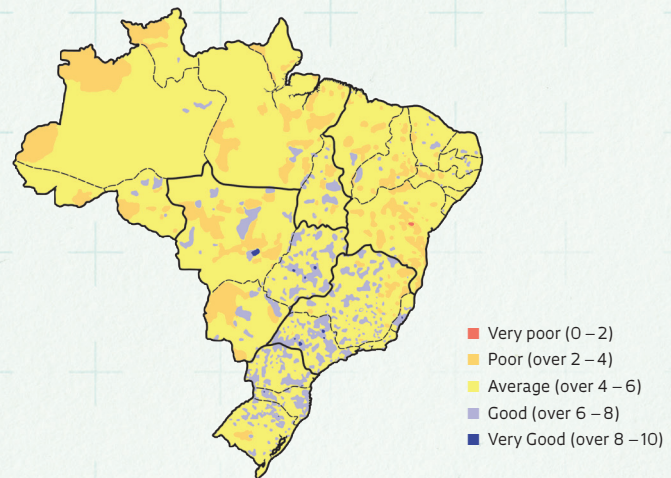 Very poor (0 – 2)
Poor (over 2 – 4)
Average (over 4 – 6)
Good (over 6 – 8)
Very Good (over 8 – 10)